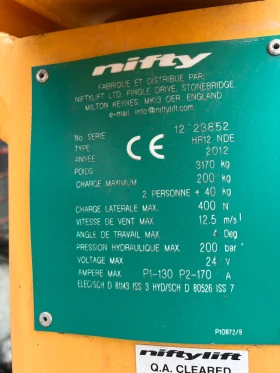 nifty
FABRIQUE ET DISTRIBUE PAR
NIFTYLIFT LTD, PINGLE DRIVE, STONEBRIDGE,
MILTON KEYNES, MK13 OER, ENGLAND
e-mail: info@niftylift.com
No SERIE 12 23852
TYPE HR12 NDE
ANNEE 2012
POIDS 3170 kg
CHARGE MAXIMUM 200 kg
2 PERSONNE + 40 kg
CHARGE LATERALE MAX. 400 N
VITESSE DE VENT MAX. 12.5 m/s
ANGLE DE TRAVAIL MAX. 4 Deg
PRESSION HYDRAULIQUE MAX. 200 bar
VOLTAGE MAX. 24 V
AMPERE MAX. P1-130 P2-170 A
ELEC/SCH D 81143 ISS 3 HYD/SCH D 80526 ISS 7
CE
P10872/8
niftylift
Q.A. CLEARED